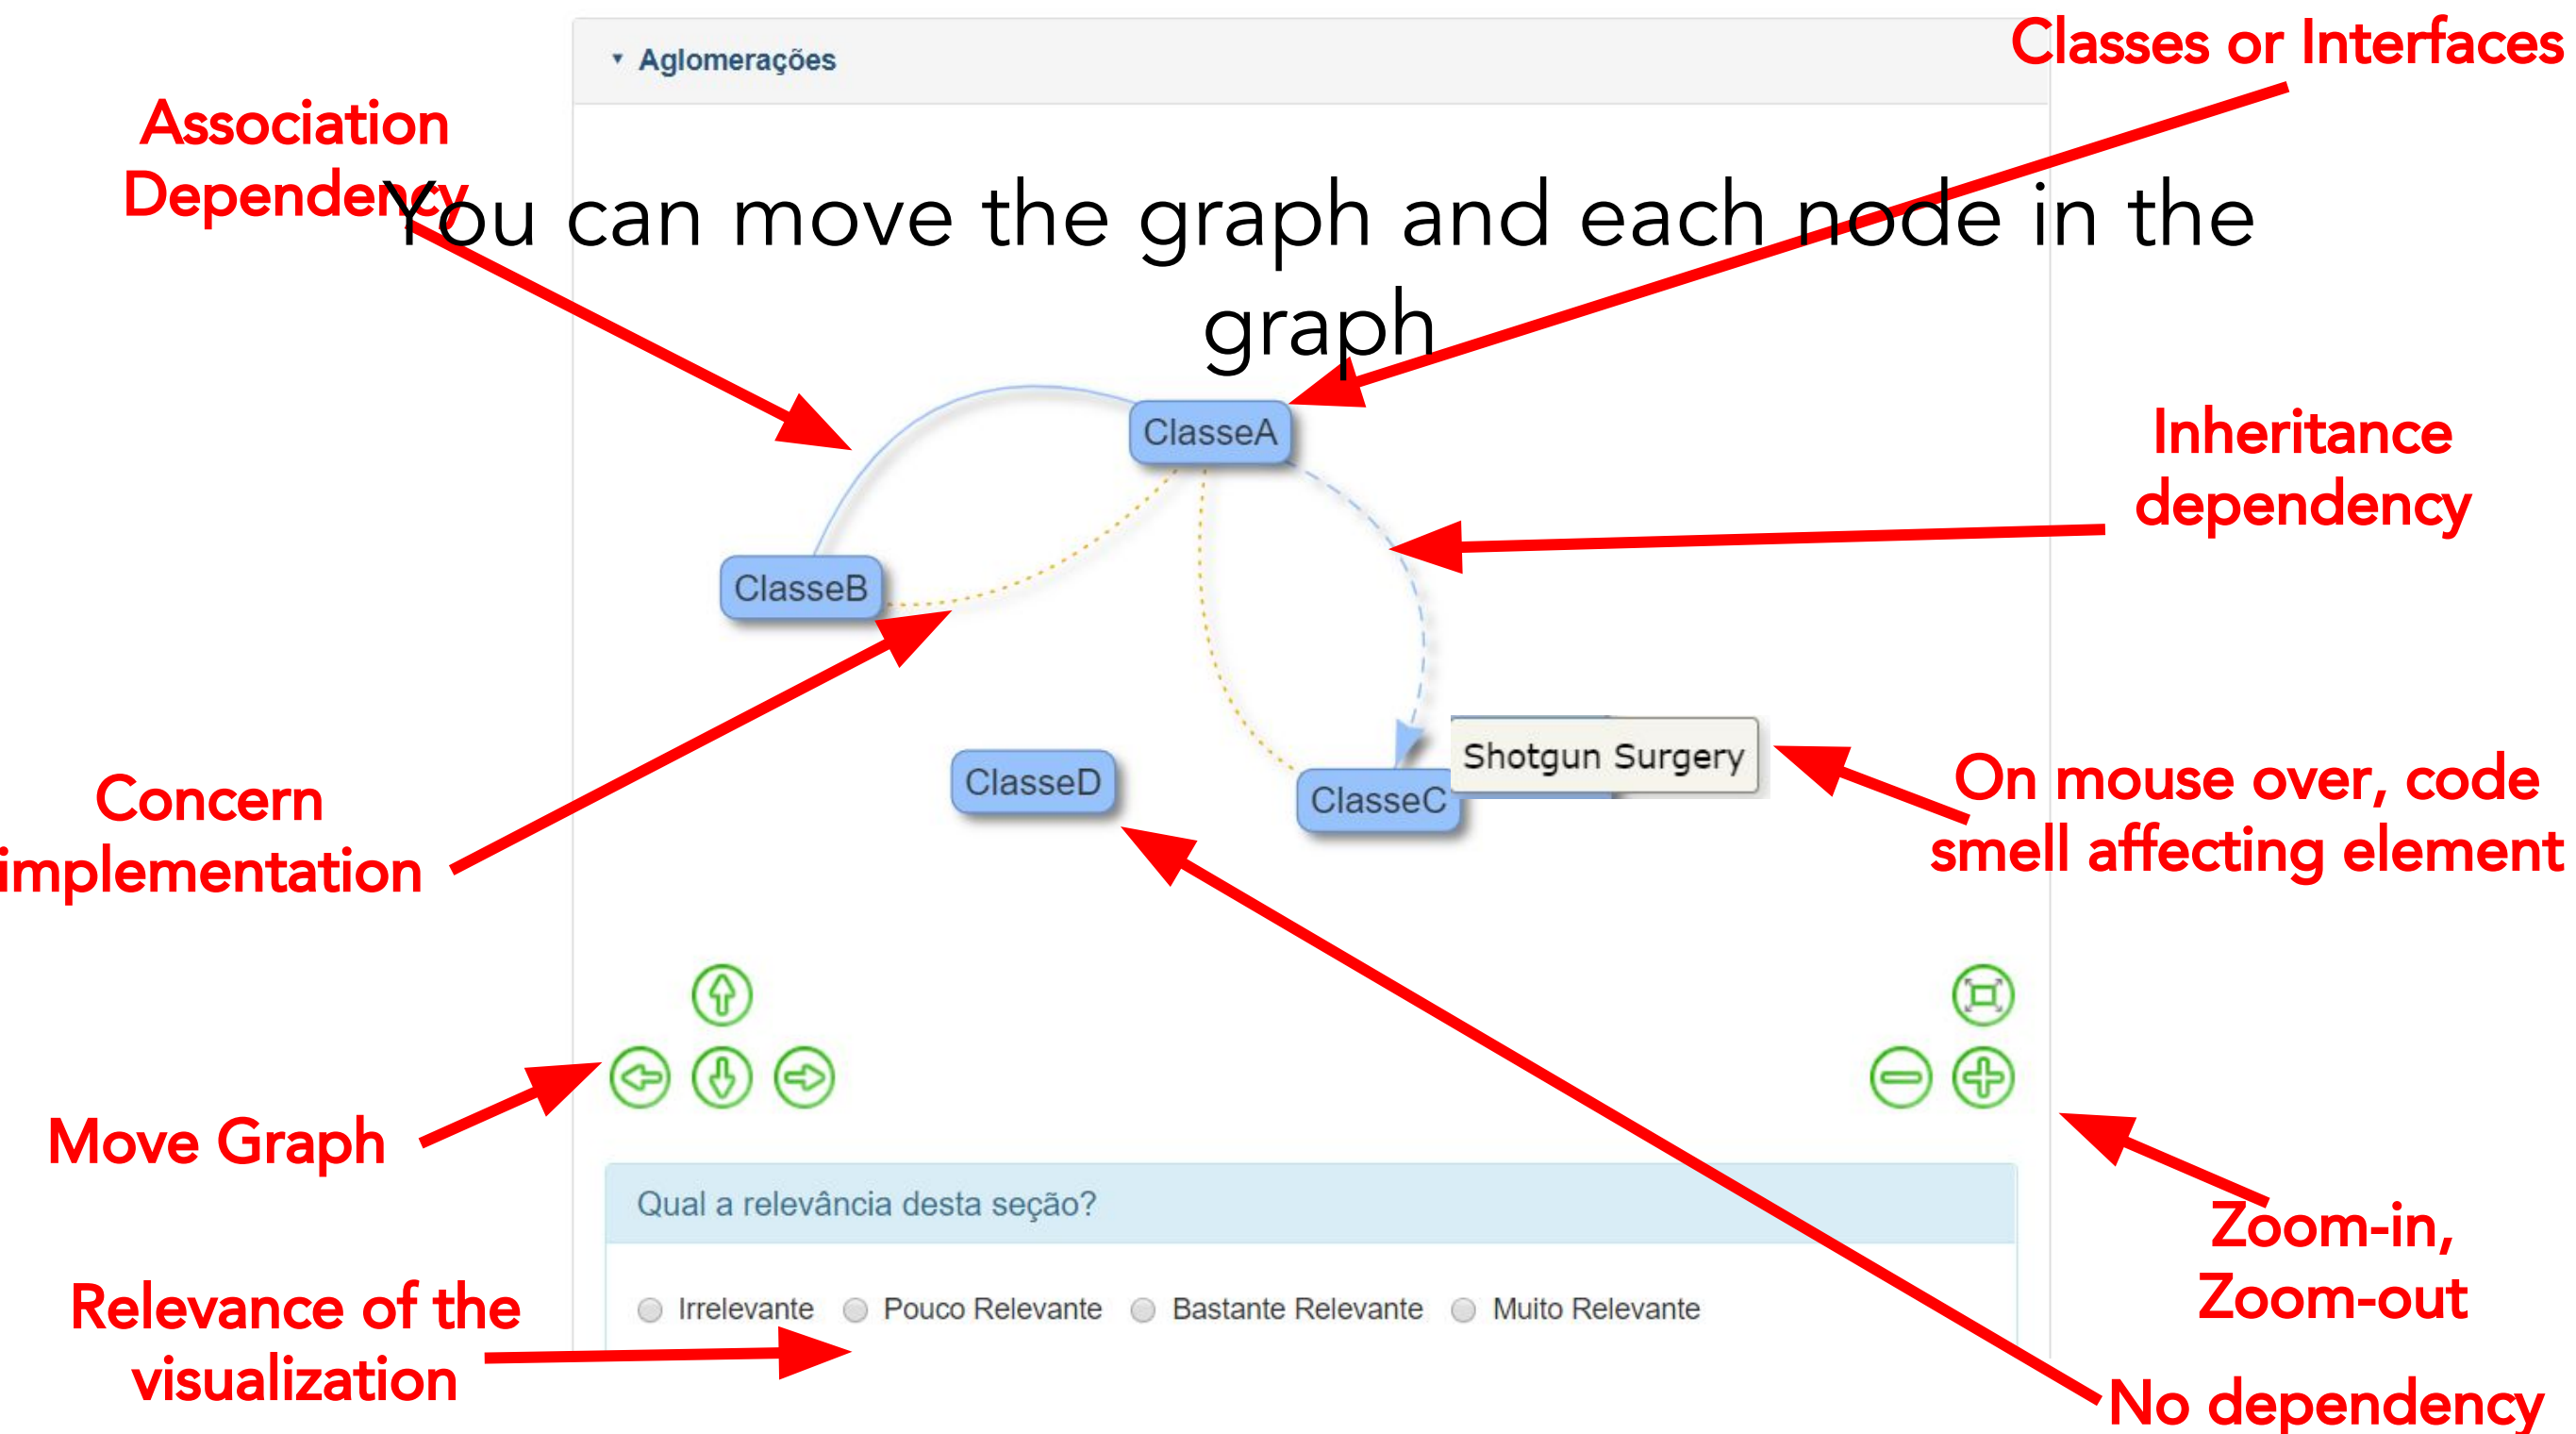 Classes or Interfaces
Aglomerações
Association
Dependency
You can move the graph and each node in the
graph
ClasseA
Inheritance
dependency
ClasseB
Shotgun Surgery
ClasseD
ClasseC
On mouse over, code
smell affecting element
Concern
implementation
Move Graph
Qual a relevância desta seção?
Zoom-in,
Zoom-out
Relevance of the
visualization
Irrelevante Pouco Relevante Bastante Relevante Muito Relevante
No dependency